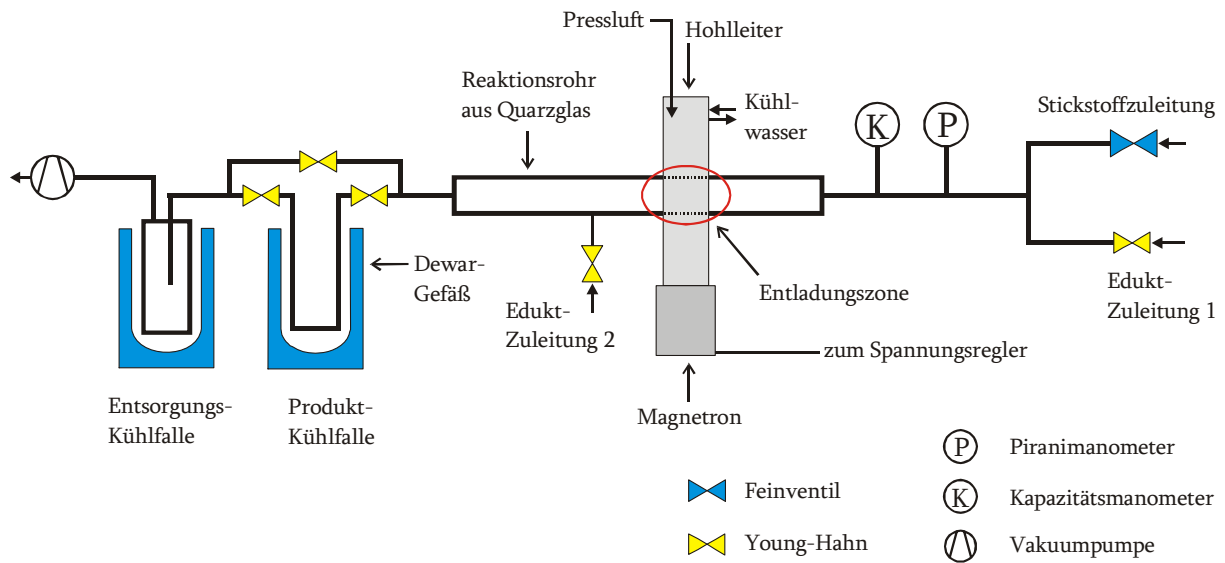 Pressluft
Hohlleiter
Reaktionsrohr
aus Quarzglas
Kühl-
wasser
K
P
Stickstoffzuleitung
Dewar-
Gefäß
Edukt-
Zuleitung 2
Entladungszone
Edukt-
Zuleitung 1
zum Spannungsregler
Magnetron
Entsorgungs-
Kühlfalle
Produkt-
Kühlfalle
P Piranimanometer
Feinventil
K Kapazitätsmanometer
Young-Hahn
Vakuumpumpe